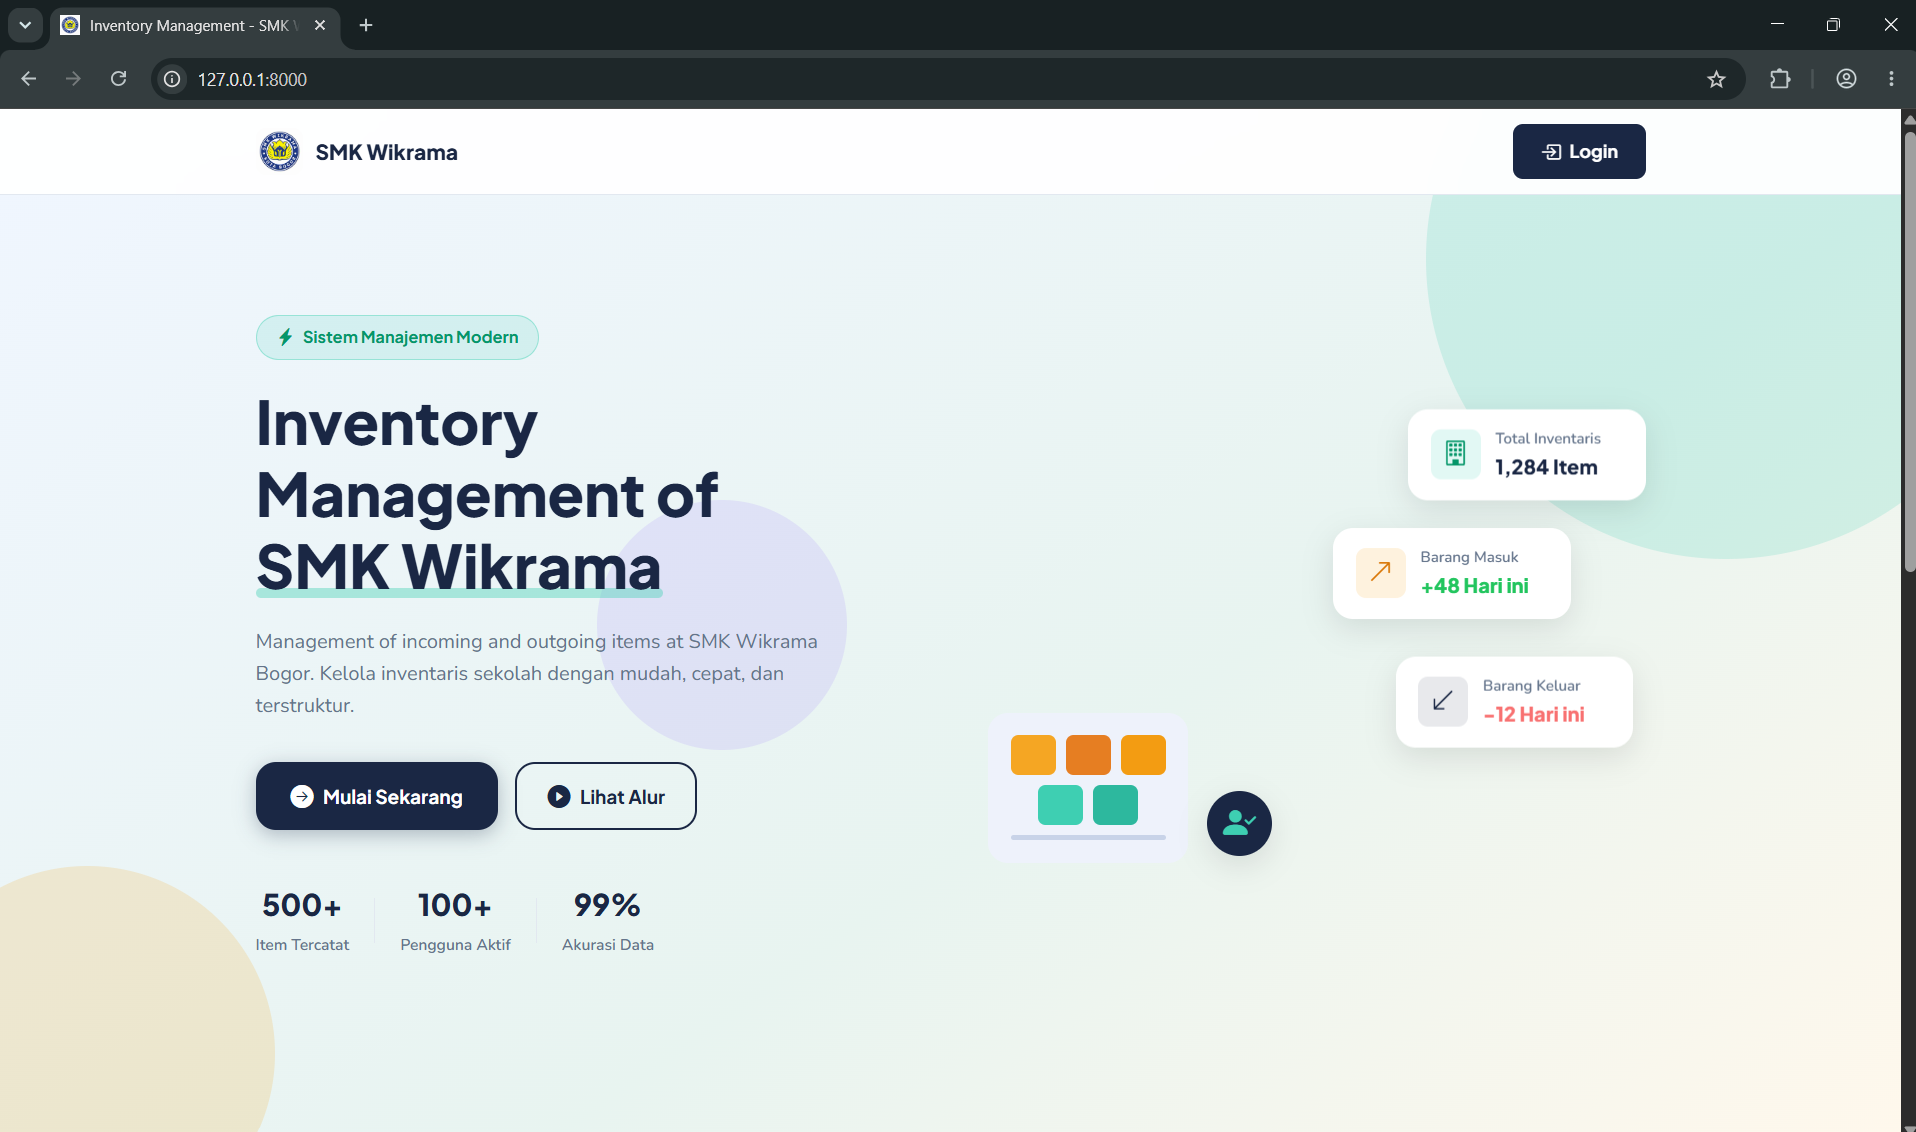 Inventory Management - SMK
127.0.0.1:8000
SMK Wikrama
Login
Sistem Manajemen Modern
Inventory
Management of
SMK Wikrama
Management of incoming and outgoing items at SMK Wikrama
Bogor. Kelola inventaris sekolah dengan mudah, cepat, dan
terstruktur.
Mulai Sekarang
Lihat Alur
500+
Item Tercatat
100+
Pengguna Aktif
99%
Akurasi Data
Total Inventaris
1,284 Item
Barang Masuk
+48 Hari ini
Barang Keluar
-12 Hari ini